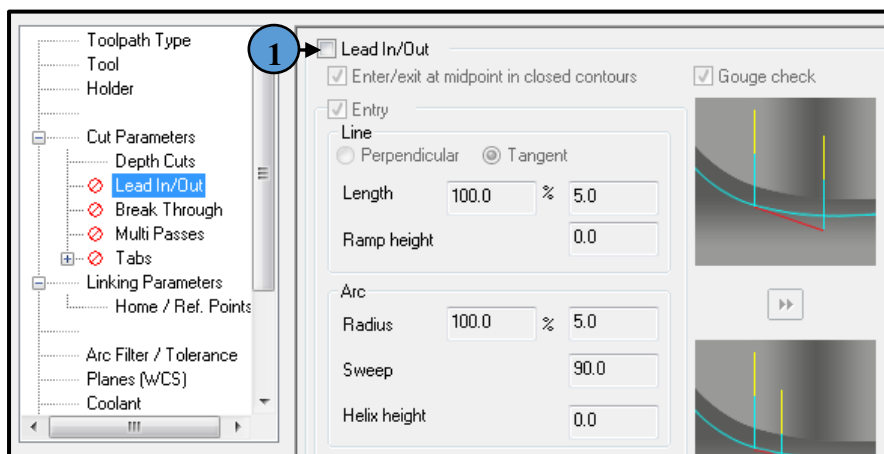 Toolpath Type
Tool
Holder
Cut Parameters
Depth Cuts
Lead In/Out
Break Through
Multi Passes
Tabs
Linking Parameters
Home / Ref. Points
Arc Filter / Tolerance
Planes (WCS)
Coolant
1
Lead In/Out
Enter/exit at midpoint in closed contours
Gouge check
Entry
Line
Perpendicular Tangent
Length 100.0 % 5.0
Ramp height 0.0
Arc
Radius 100.0 % 5.0
Sweep 90.0
Helix height 0.0